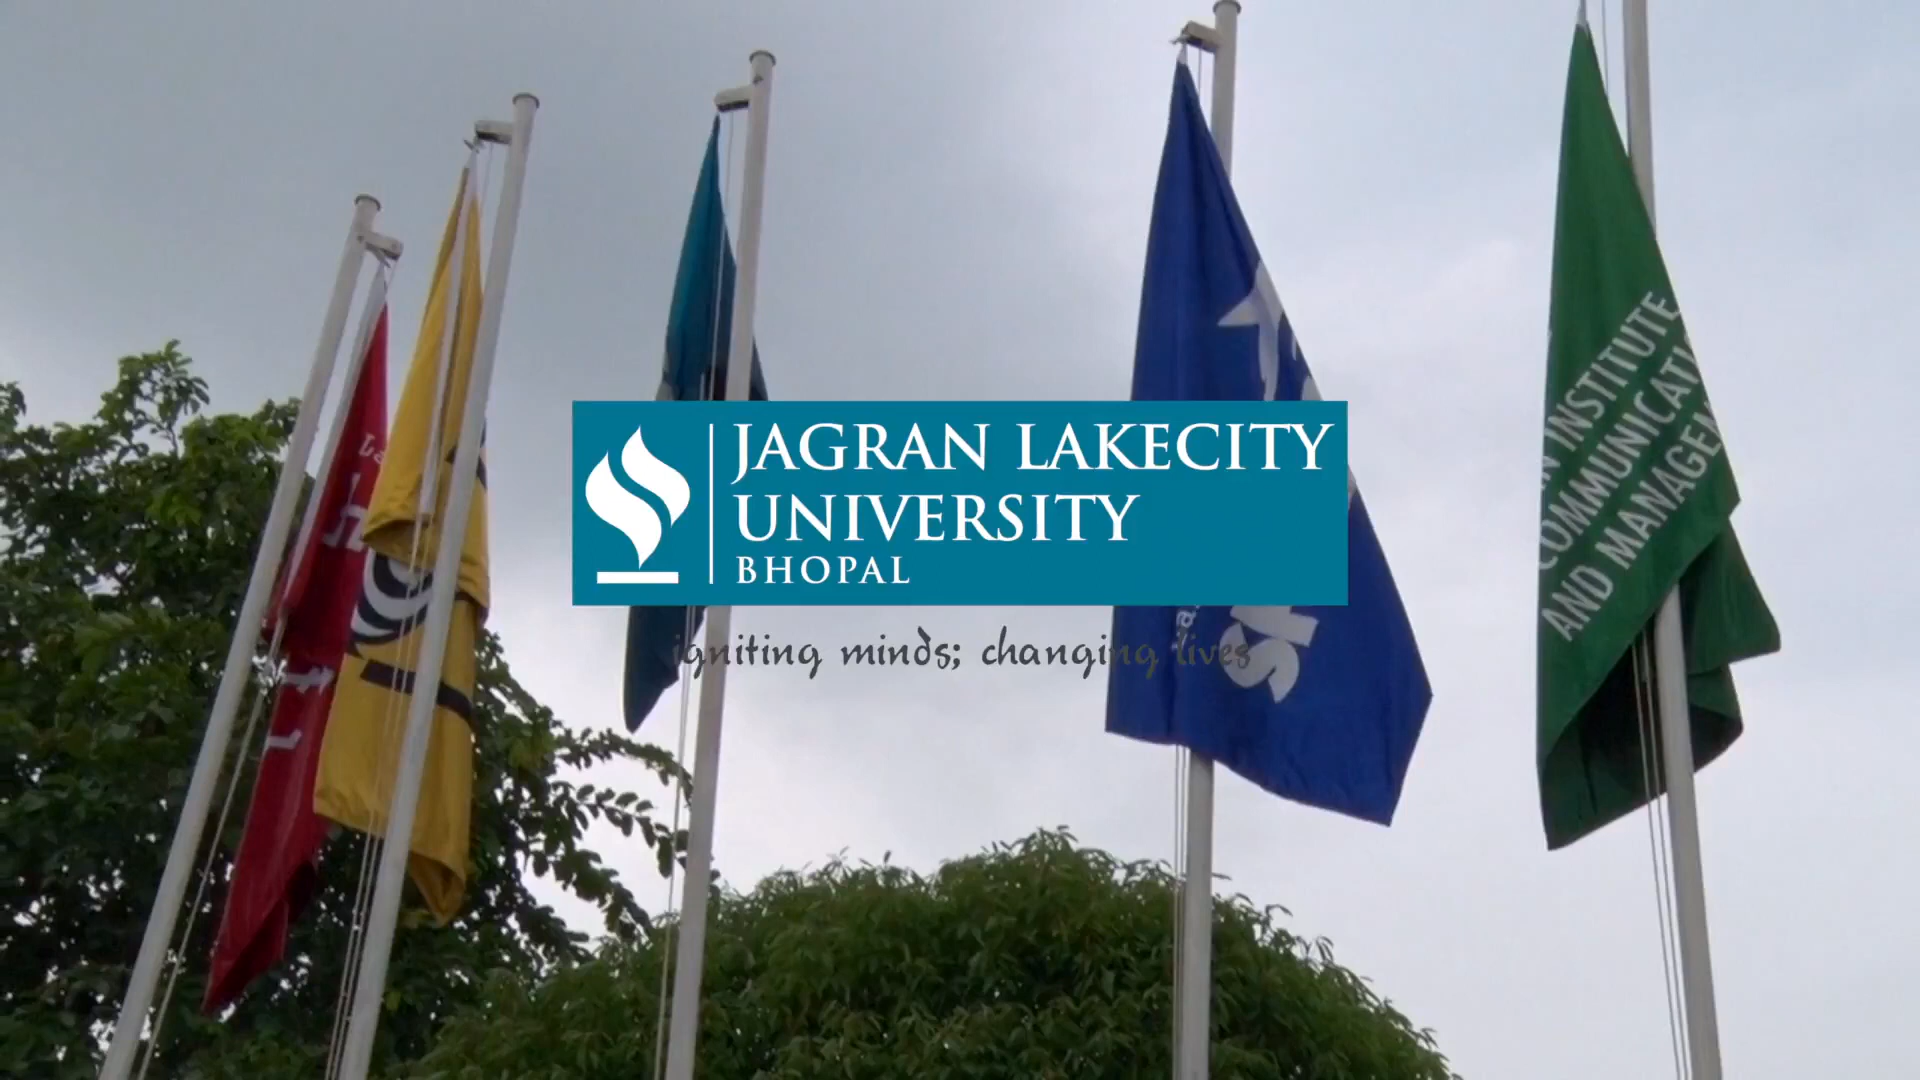 JAGRAN LAKECITY
UNIVERSITY
BHOPAL
igniting minds; changing lives
INSTITUTE
COMMUNICATI
AND MANAGEM